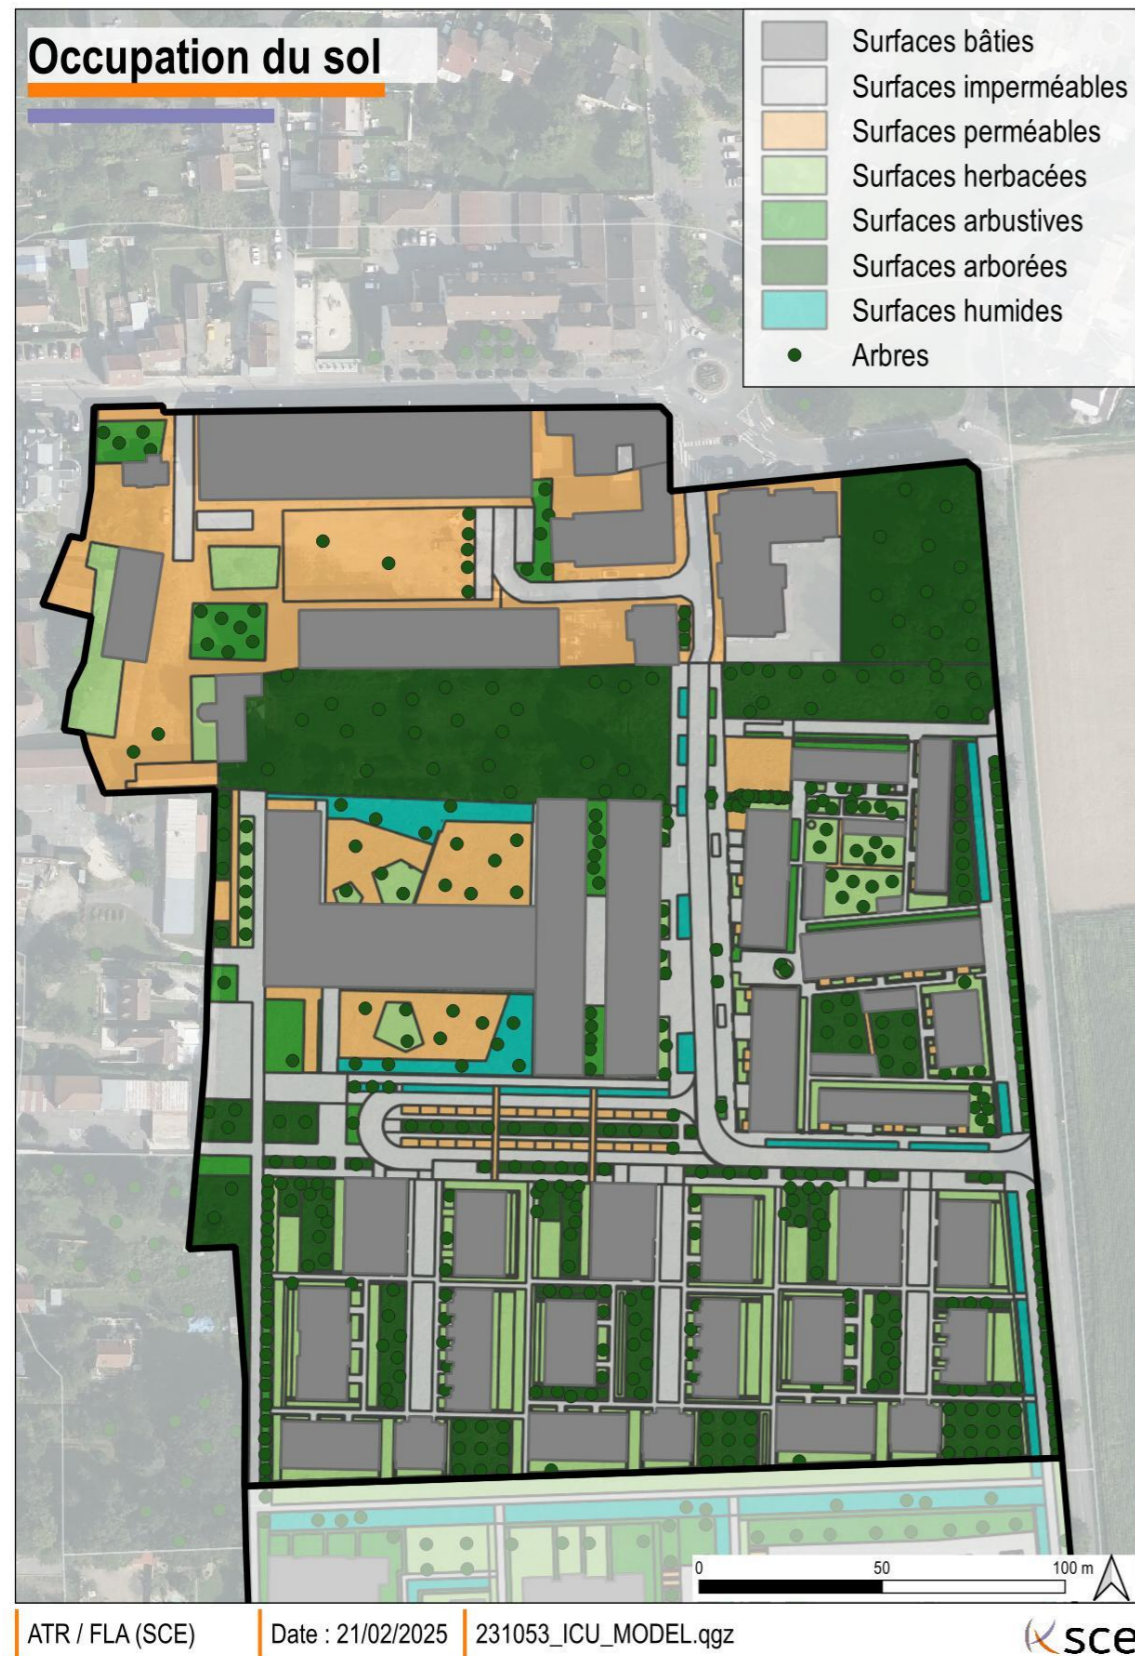 Occupation du sol
Surfaces bâties
Surfaces imperméables
Surfaces perméables
Surfaces herbacées
Surfaces arbustives
Surfaces arborées
Surfaces humides
Arbres
0 50 100 m
ATR / FLA (SCE) Date : 21/02/2025 231053_ICU_MODEL.qgz
sce